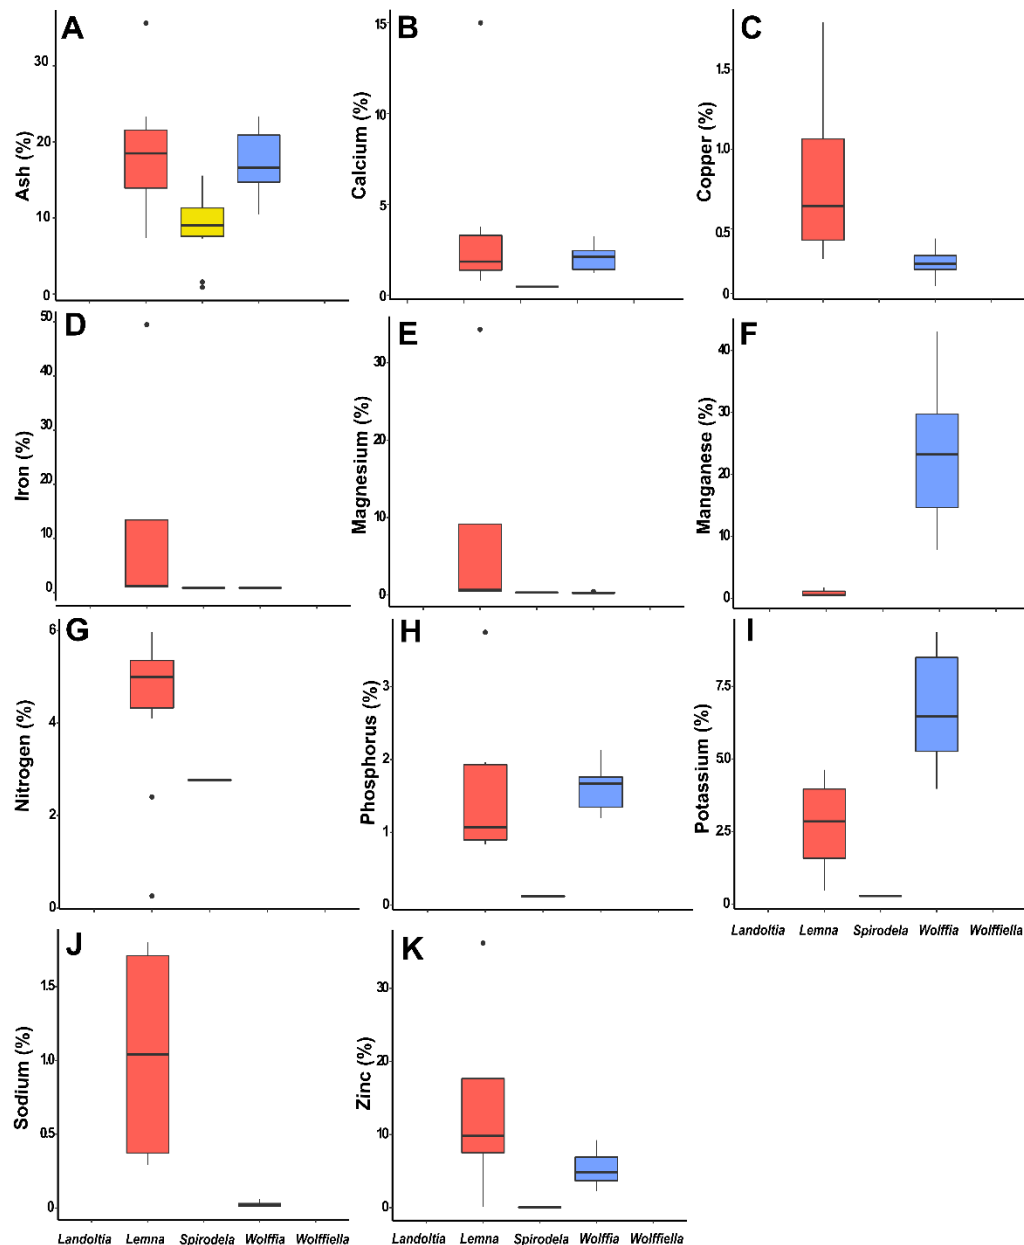 A
Ash (%)
30
20
10
0
B
Calcium (%)
15
10
5
0
C
Copper (%)
1.5
1.0
0.5
0
D
Iron (%)
50
40
30
20
10
0
E
Magnesium (%)
30
20
10
0
F
Manganese (%)
40
30
20
10
0
G
Nitrogen (%)
6
4
2
0
H
Phosphorus (%)
3
2
1
0
I
Potassium (%)
7.5
5.0
2.5
0
Landoltia Lemna Spirodela Wolffia Wolffiella
J
Sodium (%)
1.5
1.0
0.5
0
Landoltia Lemna Spirodela Wolffia Wolffiella
K
Zinc (%)
30
20
10
0
Landoltia Lemna Spirodela Wolffia Wolffiella